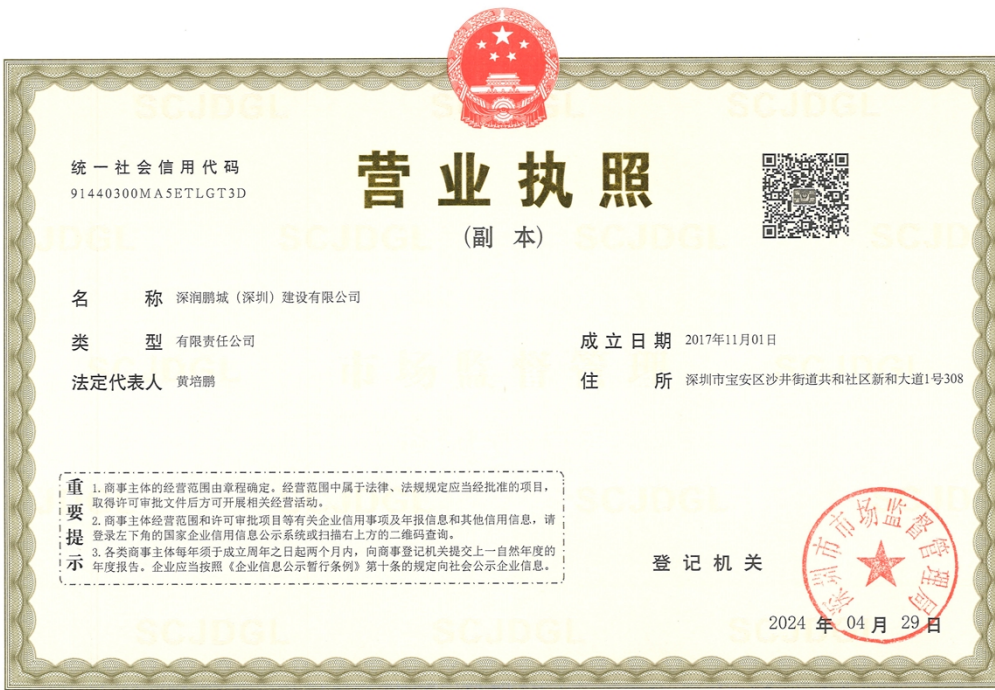 统一社会信用代码
91440300MA5ETLGT3D
营业执照
(副 本)
名 称 深润鹏城（深圳）建设有限公司
类 型 有限责任公司
法定代表人 黄培鹏
成立日期 2017年11月01日
住 所 深圳市宝安区沙井街道共和社区新和大道1号308
重要提示
1. 商事主体的经营范围由章程确定。经营范围中属于法律、法规规定应当经批准的项目，
取得许可审批文件后方可开展相关经营活动。
2. 商事主体经营范围和许可审批项目等有关企业信用事项及年报信息和其他信用信息，请
登录左下角的国家企业信用信息公示系统或扫描右上方的二维码查询。
3. 各类商事主体每年须于成立周年之日起两个月内，向商事登记机关提交上一自然年度的
年度报告。企业应当按照《企业信息公示暂行条例》第十条的规定向社会公示企业信息。
登记机关
深圳市市场监督管理局
2024 年 04 月 29 日
SCJDGL
SCJDGL
SCJDGL
SCJDGL
SCJDGL
SCJDGL
市场监督管理
SCJDGL
SCJDGL
SCJDGL